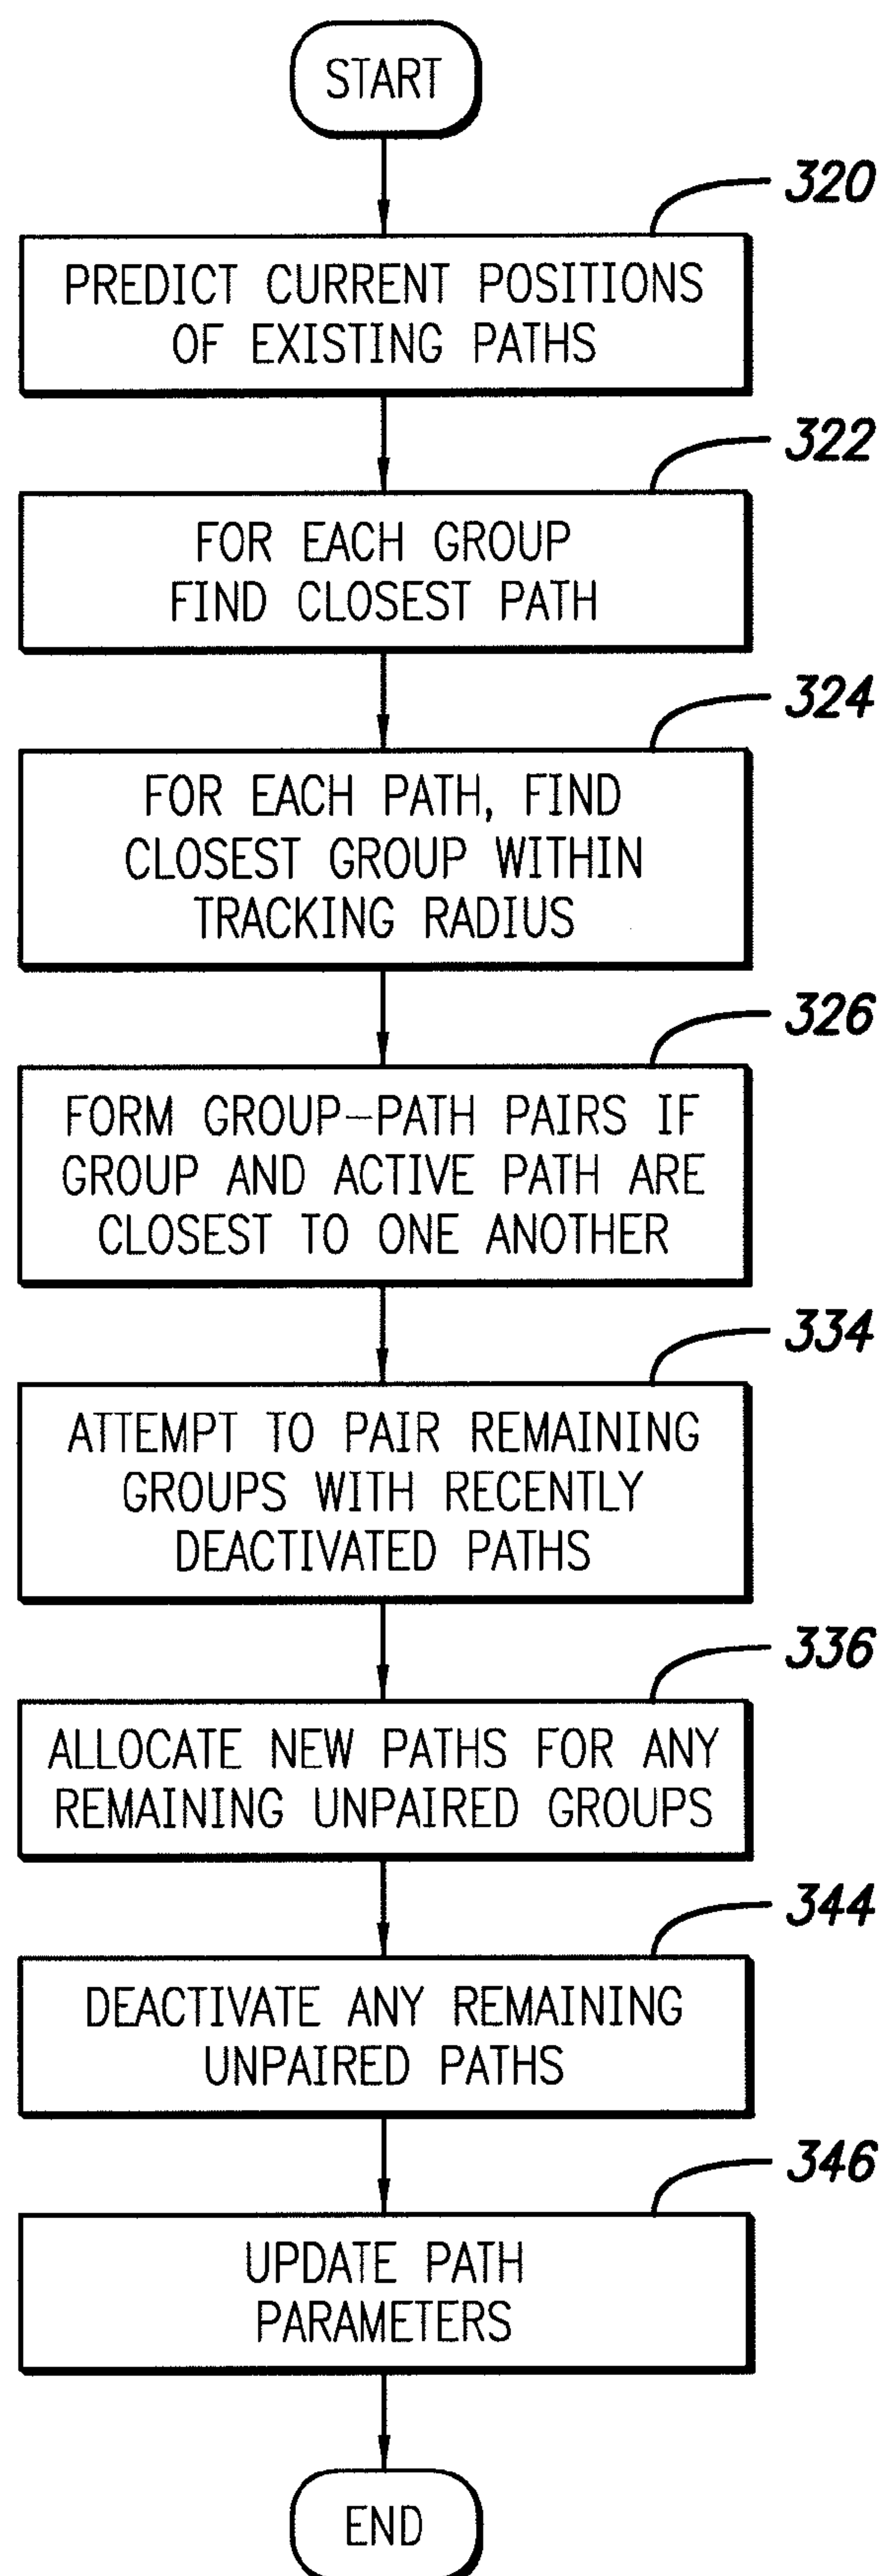 START
320
PREDICT CURRENT POSITIONS
OF EXISTING PATHS
322
FOR EACH GROUP
FIND CLOSEST PATH
324
FOR EACH PATH, FIND
CLOSEST GROUP WITHIN
TRACKING RADIUS
326
FORM GROUP-PATH PAIRS IF
GROUP AND ACTIVE PATH ARE
CLOSEST TO ONE ANOTHER
334
ATTEMPT TO PAIR REMAINING
GROUPS WITH RECENTLY
DEACTIVATED PATHS
336
ALLOCATE NEW PATHS FOR ANY
REMAINING UNPAIRED GROUPS
344
DEACTIVATE ANY REMAINING
UNPAIRED PATHS
346
UPDATE PATH
PARAMETERS
END